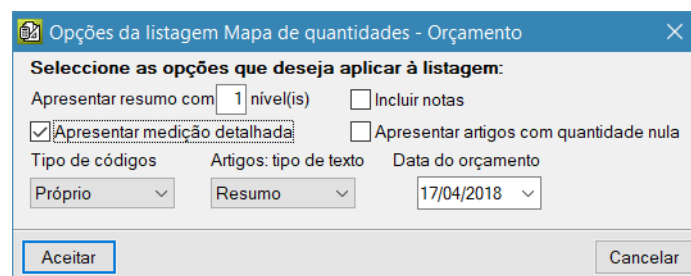 Opções da listagem Mapa de quantidades - Orçamento
Seleccione as opções que deseja aplicar à listagem:
Apresentar resumo com 1 nível(is) Incluir notas
Apresentar medição detalhada Apresentar artigos com quantidade nula
Tipo de códigos Artigos: tipo de texto Data do orçamento
Próprio Resumo 17/04/2018
Aceitar Cancelar